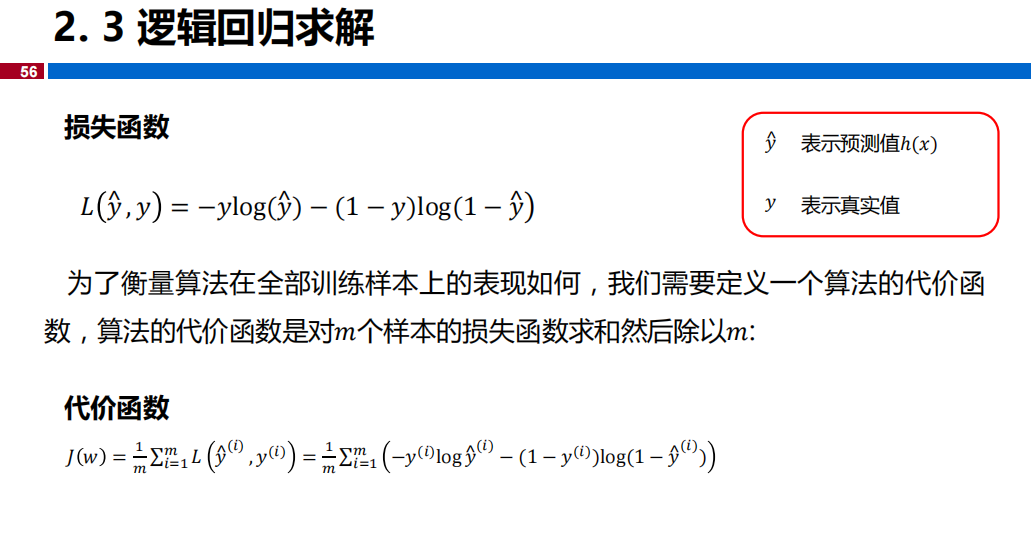 2. 3 逻辑回归求解
56
损失函数
ŷ 表示预测值h(x)
L(ŷ, y) = −ylog(ŷ) − (1 − y)log(1 − ŷ)
y 表示真实值
为了衡量算法在全部训练样本上的表现如何，我们需要定义一个算法的代价函
数，算法的代价函数是对m个样本的损失函数求和然后除以m:
代价函数
J(w) = \frac{1}{m} ∑_{i=1}^{m} L(ŷ^{(i)}, y^{(i)}) = \frac{1}{m} ∑_{i=1}^{m} (−y^{(i)}log ŷ^{(i)} − (1 − y^{(i)})log(1 − ŷ^{(i)}))